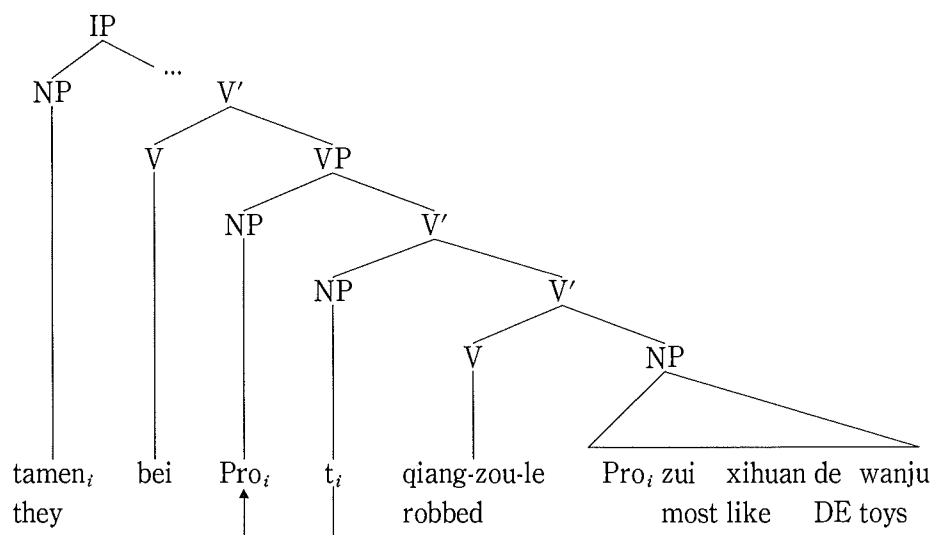 IP
NP ... V′
V VP
NP V′
NP V′
V NP
tamenᵢ bei Proᵢ tᵢ qiang-zou-le Proᵢ zui xihuan de wanju
they robbed most like DE toys